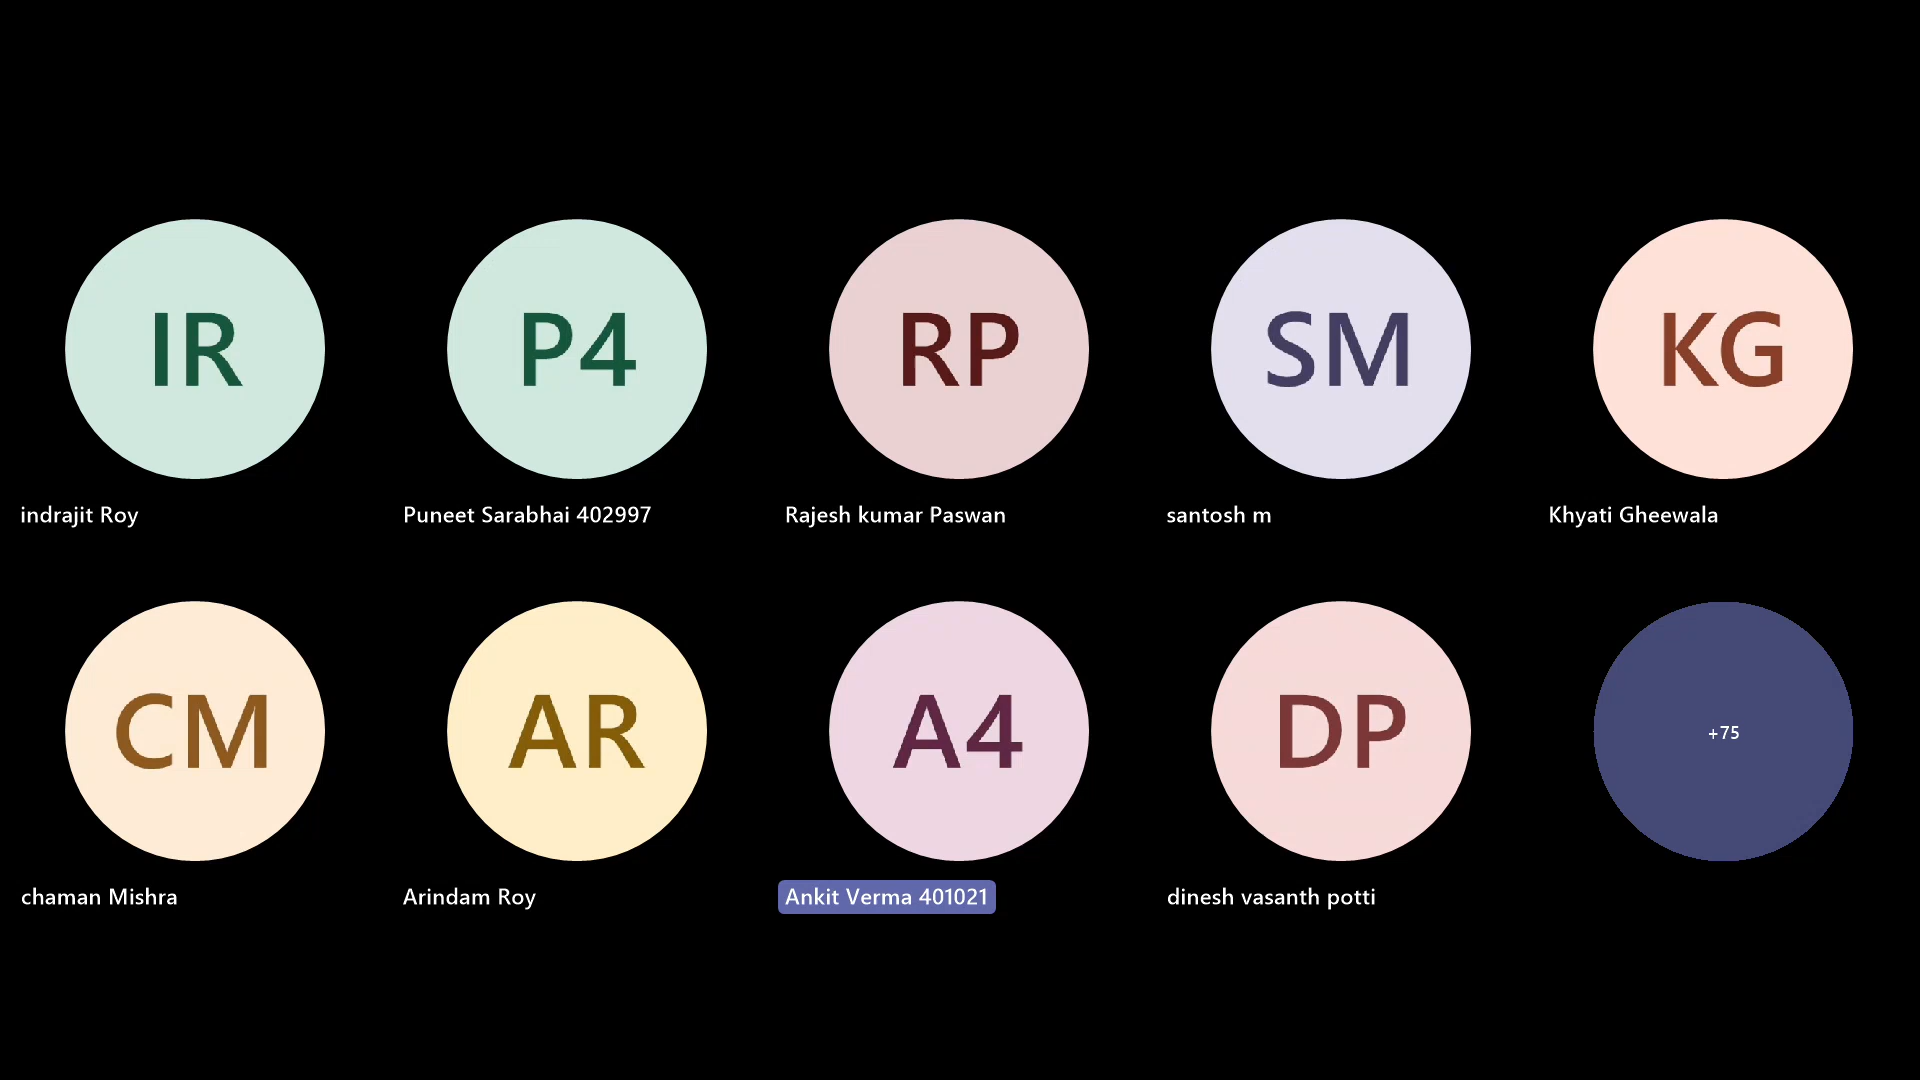 IR
P4
RP
SM
KG
indrajit Roy
Puneet Sarabhai 402997
Rajesh kumar Paswan
santosh m
Khyati Gheewala
CM
AR
A4
DP
+75
chaman Mishra
Arindam Roy
Ankit Verma 401021
dinesh vasanth potti